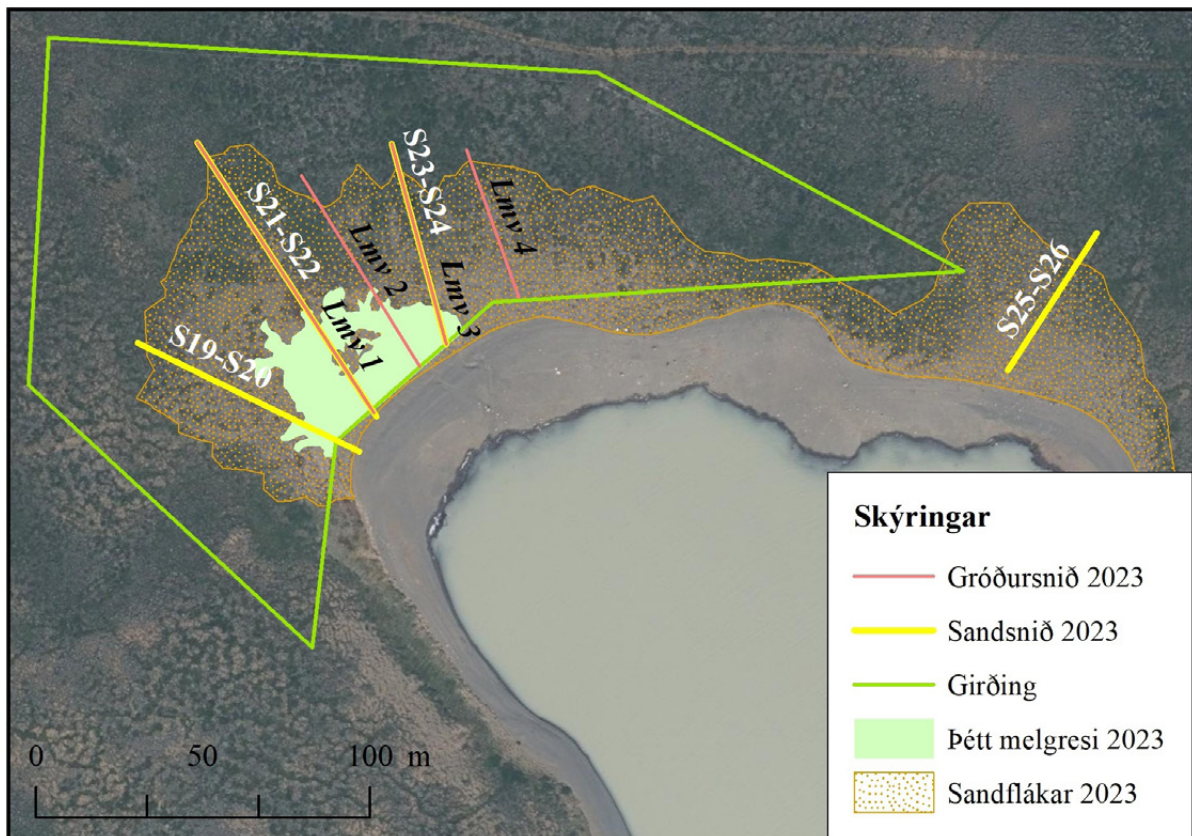 S23-S24
S21-S22
Lmv 4
Lmv 2
Lmv 3
Lmv 1
S19-S20
S25-S26
Skýringar
Gróðursnið 2023
Sandsnið 2023
Girðing
Þétt melgresi 2023
Sandflákar 2023
0 50 100 m